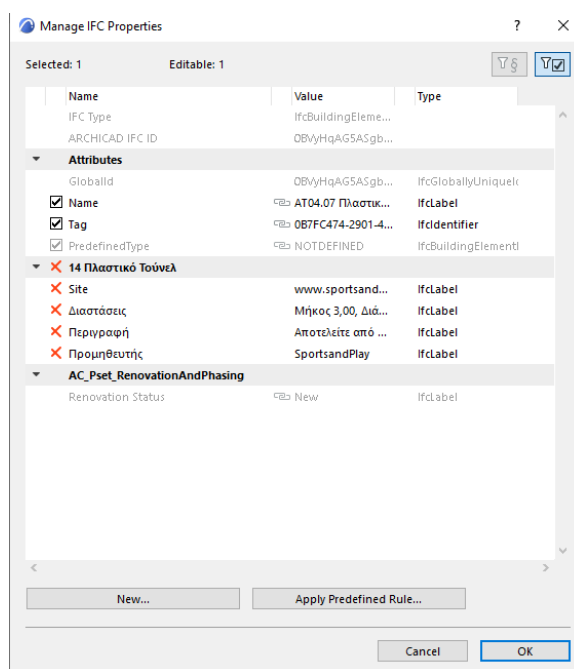 Manage IFC Properties
? ×
Selected: 1 Editable: 1
Name Value Type
IFC Type IfcBuildingEleme...
ARCHICAD IFC ID 0BVyHqAG5ASgb...
Attributes
GlobalId 0BVyHqAG5ASgb... IfcGloballyUniqueId
Name AT04.07 Πλαστικ... IfcLabel
Tag 0B7FC474-2901-4... IfcIdentifier
PredefinedType NOTDEFINED IfcBuildingElementI
14 Πλαστικό Τούνελ
Site www.sportsand... IfcLabel
Διαστάσεις Μήκος 3,00, Διά... IfcLabel
Περιγραφή Αποτελείτε από ... IfcLabel
Προμηθευτής SportsandPlay IfcLabel
AC_Pset_RenovationAndPhasing
Renovation Status New IfcLabel
New... Apply Predefined Rule...
Cancel OK